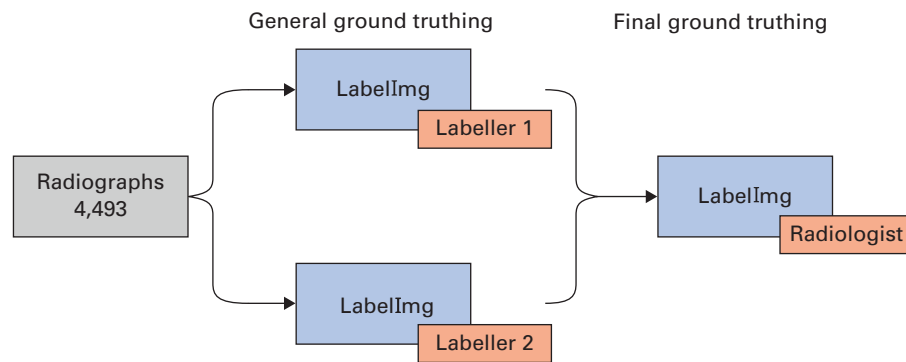 General ground truthing
Final ground truthing
LabelImg
Labeller 1
Radiographs
4,493
LabelImg
Radiologist
LabelImg
Labeller 2